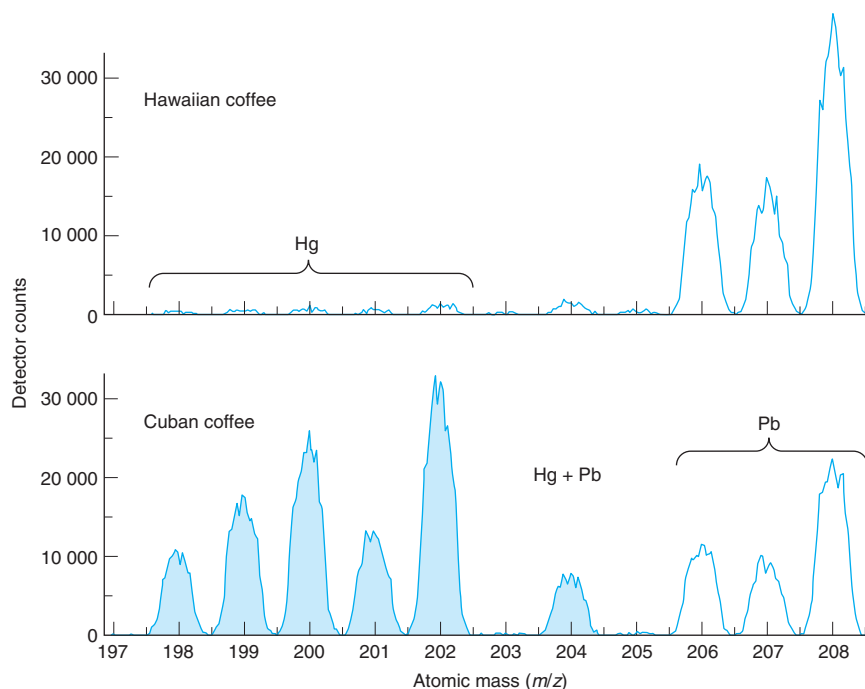 30 000
Hawaiian coffee
20 000
10 000
Hg
0
Detector counts
30 000
Cuban coffee
Pb
20 000
Hg + Pb
10 000
0
197 198 199 200 201 202 203 204 205 206 207 208
Atomic mass (m/z)